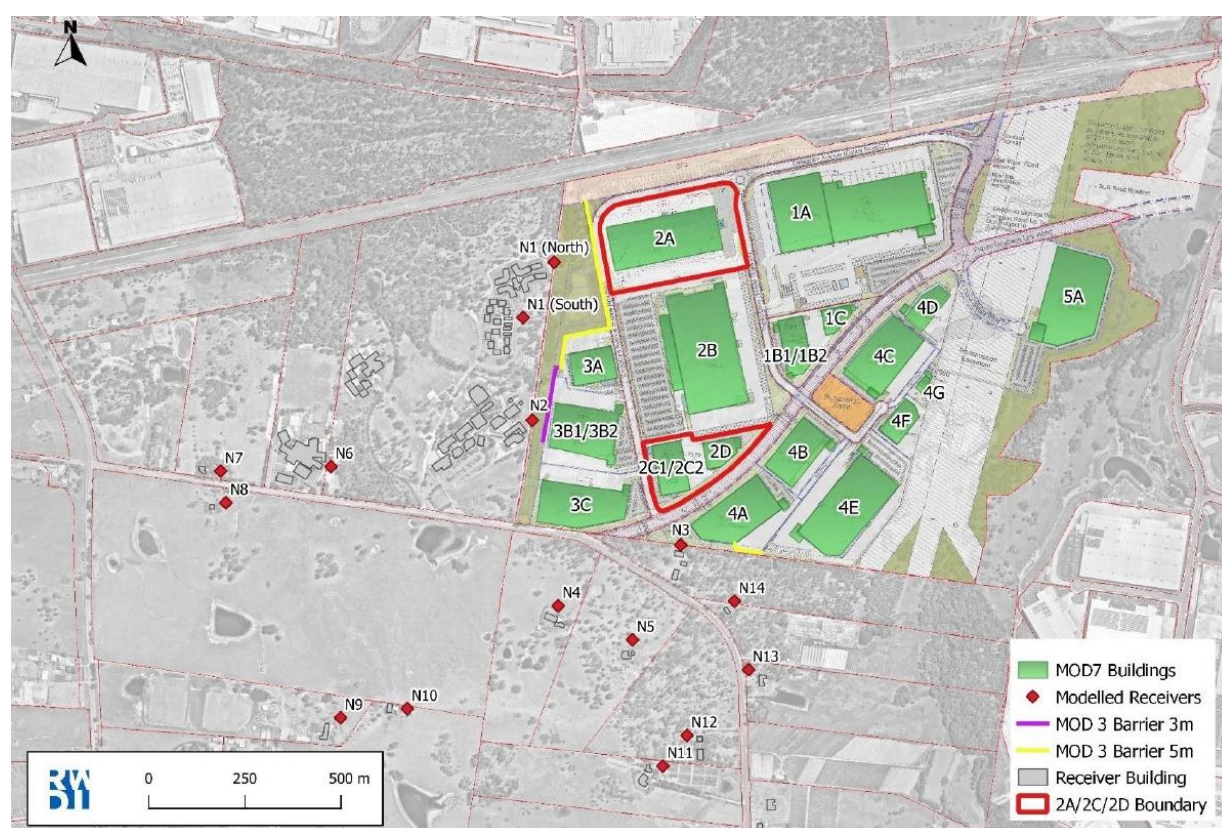 N
1A
2A
N1 (North)
5A
N1 (South)
4D
1C
2B
1B1/1B2
4C
3A
4G
N2
4F
3B1/3B2
4B
2D
2C1/2C2
N6
N7
N8
3C
4A
4E
N3
N4
N14
N5
N13
N9
N10
N12
N11
MOD7 Buildings
Modelled Receivers
MOD 3 Barrier 3m
MOD 3 Barrier 5m
Receiver Building
2A/2C/2D Boundary
RWDI
0 250 500 m